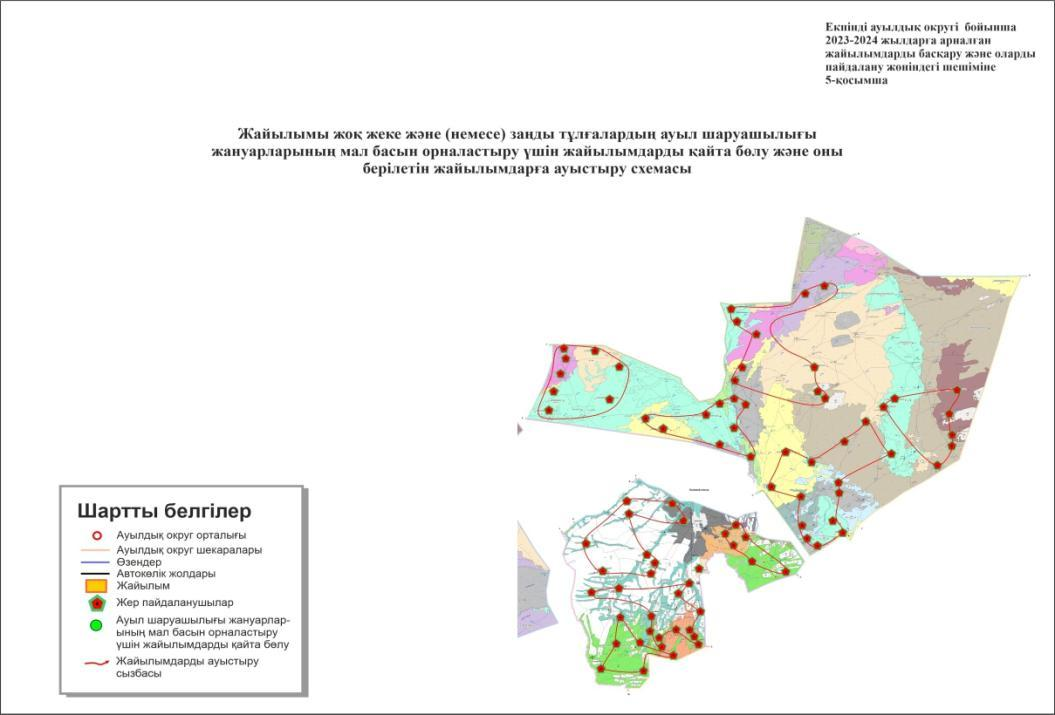 Екпінді ауылдық округі бойынша
2023-2024 жылдарға арналған
жайылымдарды басқару және оларды
пайдалану жөніндегі шешіміне
5-қосымша
Жайылымы жоқ жеке және (немесе) заңды тұлғалардың ауыл шаруашылығы
жануарларының мал басын орналастыру үшін жайылымдарды қайта бөлу және оны
берілетін жайылымдарға ауыстыру схемасы
Шартты белгілер
Ауылдық округ орталығы
Ауылдық округ шекаралары
Өзендер
Автокөлік жолдары
Жайылым
Жер пайдаланушылар
Ауыл шаруашылығы жануарлар-
ының мал басын орналастыру
үшін жайылымдарды қайта бөлу
Жайылымдарды ауыстыру
сызбасы